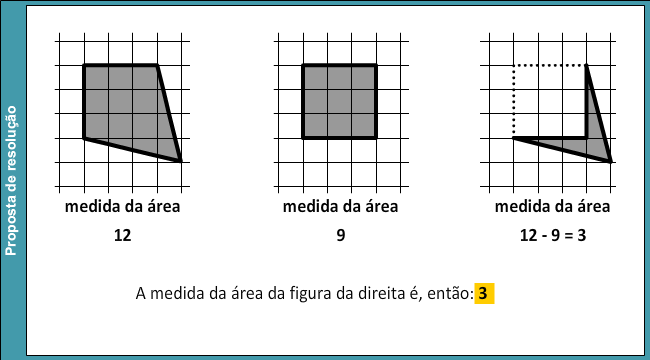 Proposta de resolução
medida da área
12
medida da área
9
medida da área
12 - 9 = 3
A medida da área da figura da direita é, então: 3